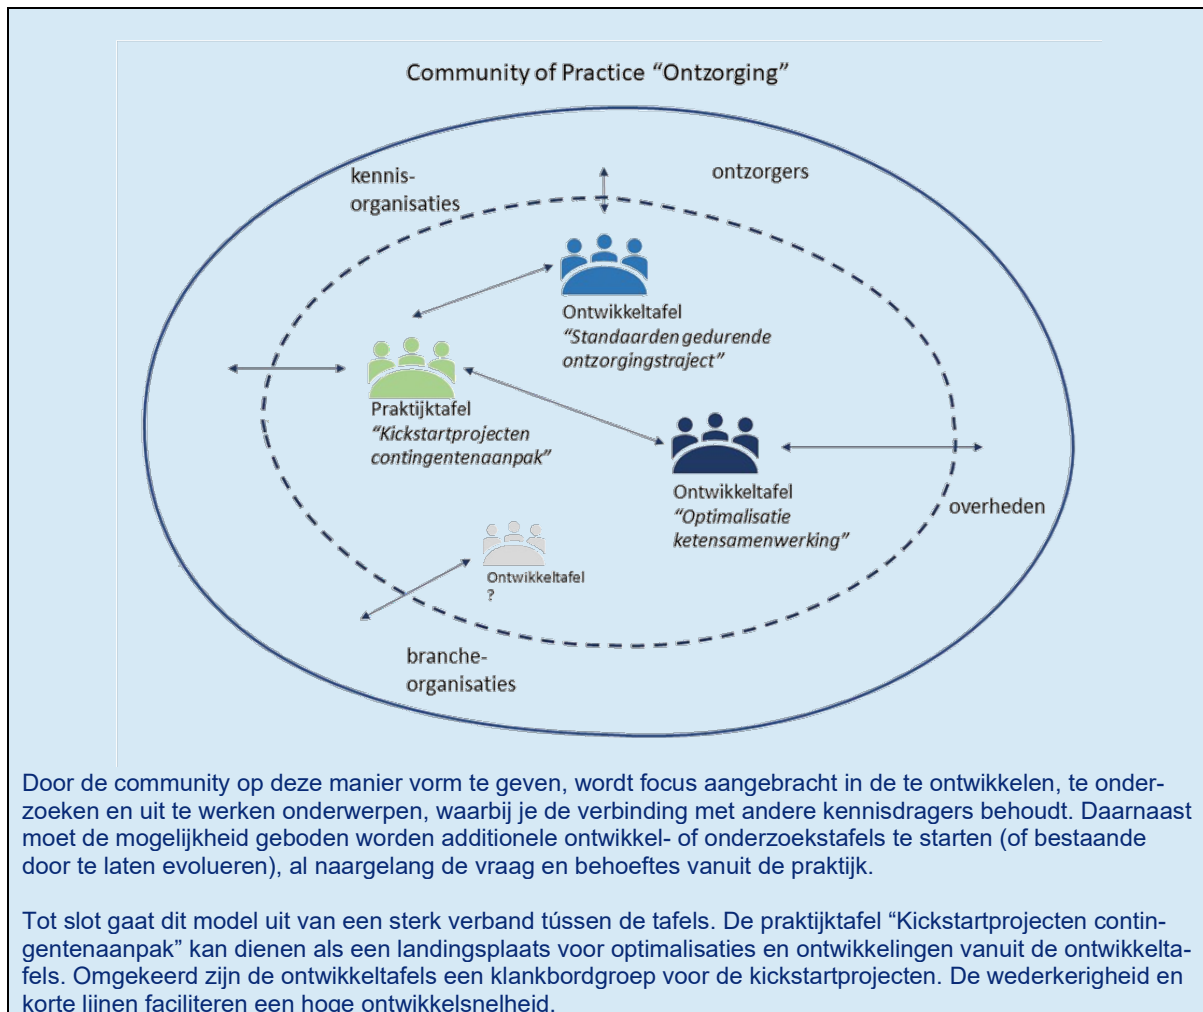 Community of Practice “Ontzorging”
kennis-
organisaties
ontzorgers
Ontwikkeltafel
“Standaarden gedurende
ontzorgingstraject”
Praktijktafel
“Kickstartprojecten
contingentenaanpak”
Ontwikkeltafel
“Optimalisatie
ketensamenwerking”
overheden
Ontwikkeltafel
?
branche-
organisaties
Door de community op deze manier vorm te geven, wordt focus aangebracht in de te ontwikkelen, te onder-
zoeken en uit te werken onderwerpen, waarbij je de verbinding met andere kennisdragers behoudt. Daarnaast
moet de mogelijkheid geboden worden additionele ontwikkel- of onderzoekstafels te starten (of bestaande
door te laten evolueren), al naargelang de vraag en behoeftes vanuit de praktijk.
Tot slot gaat dit model uit van een sterk verband tússen de tafels. De praktijktafel “Kickstartprojecten contin-
gentenaanpak” kan dienen als een landingsplaats voor optimalisaties en ontwikkelingen vanuit de ontwikkelta-
fels. Omgekeerd zijn de ontwikkeltafels een klankbordgroep voor de kickstartprojecten. De wederkerigheid en
korte lijnen faciliteren een hoge ontwikkelsnelheid.